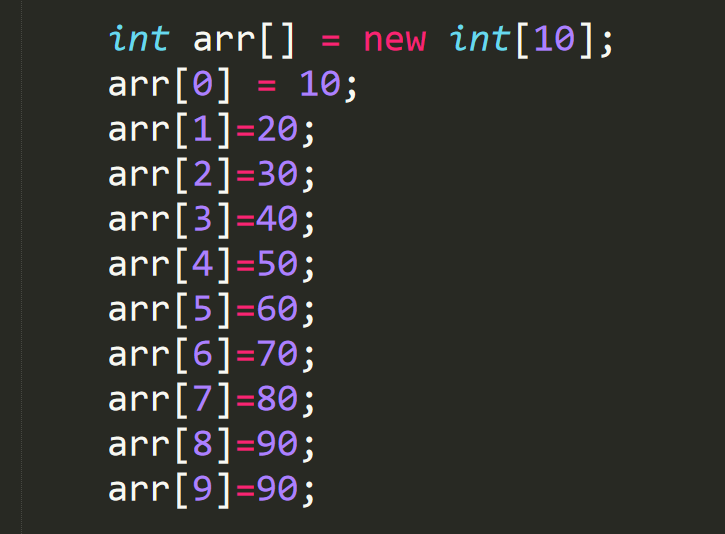 int arr[] = new int[10];
arr[0] = 10;
arr[1]=20;
arr[2]=30;
arr[3]=40;
arr[4]=50;
arr[5]=60;
arr[6]=70;
arr[7]=80;
arr[8]=90;
arr[9]=90;